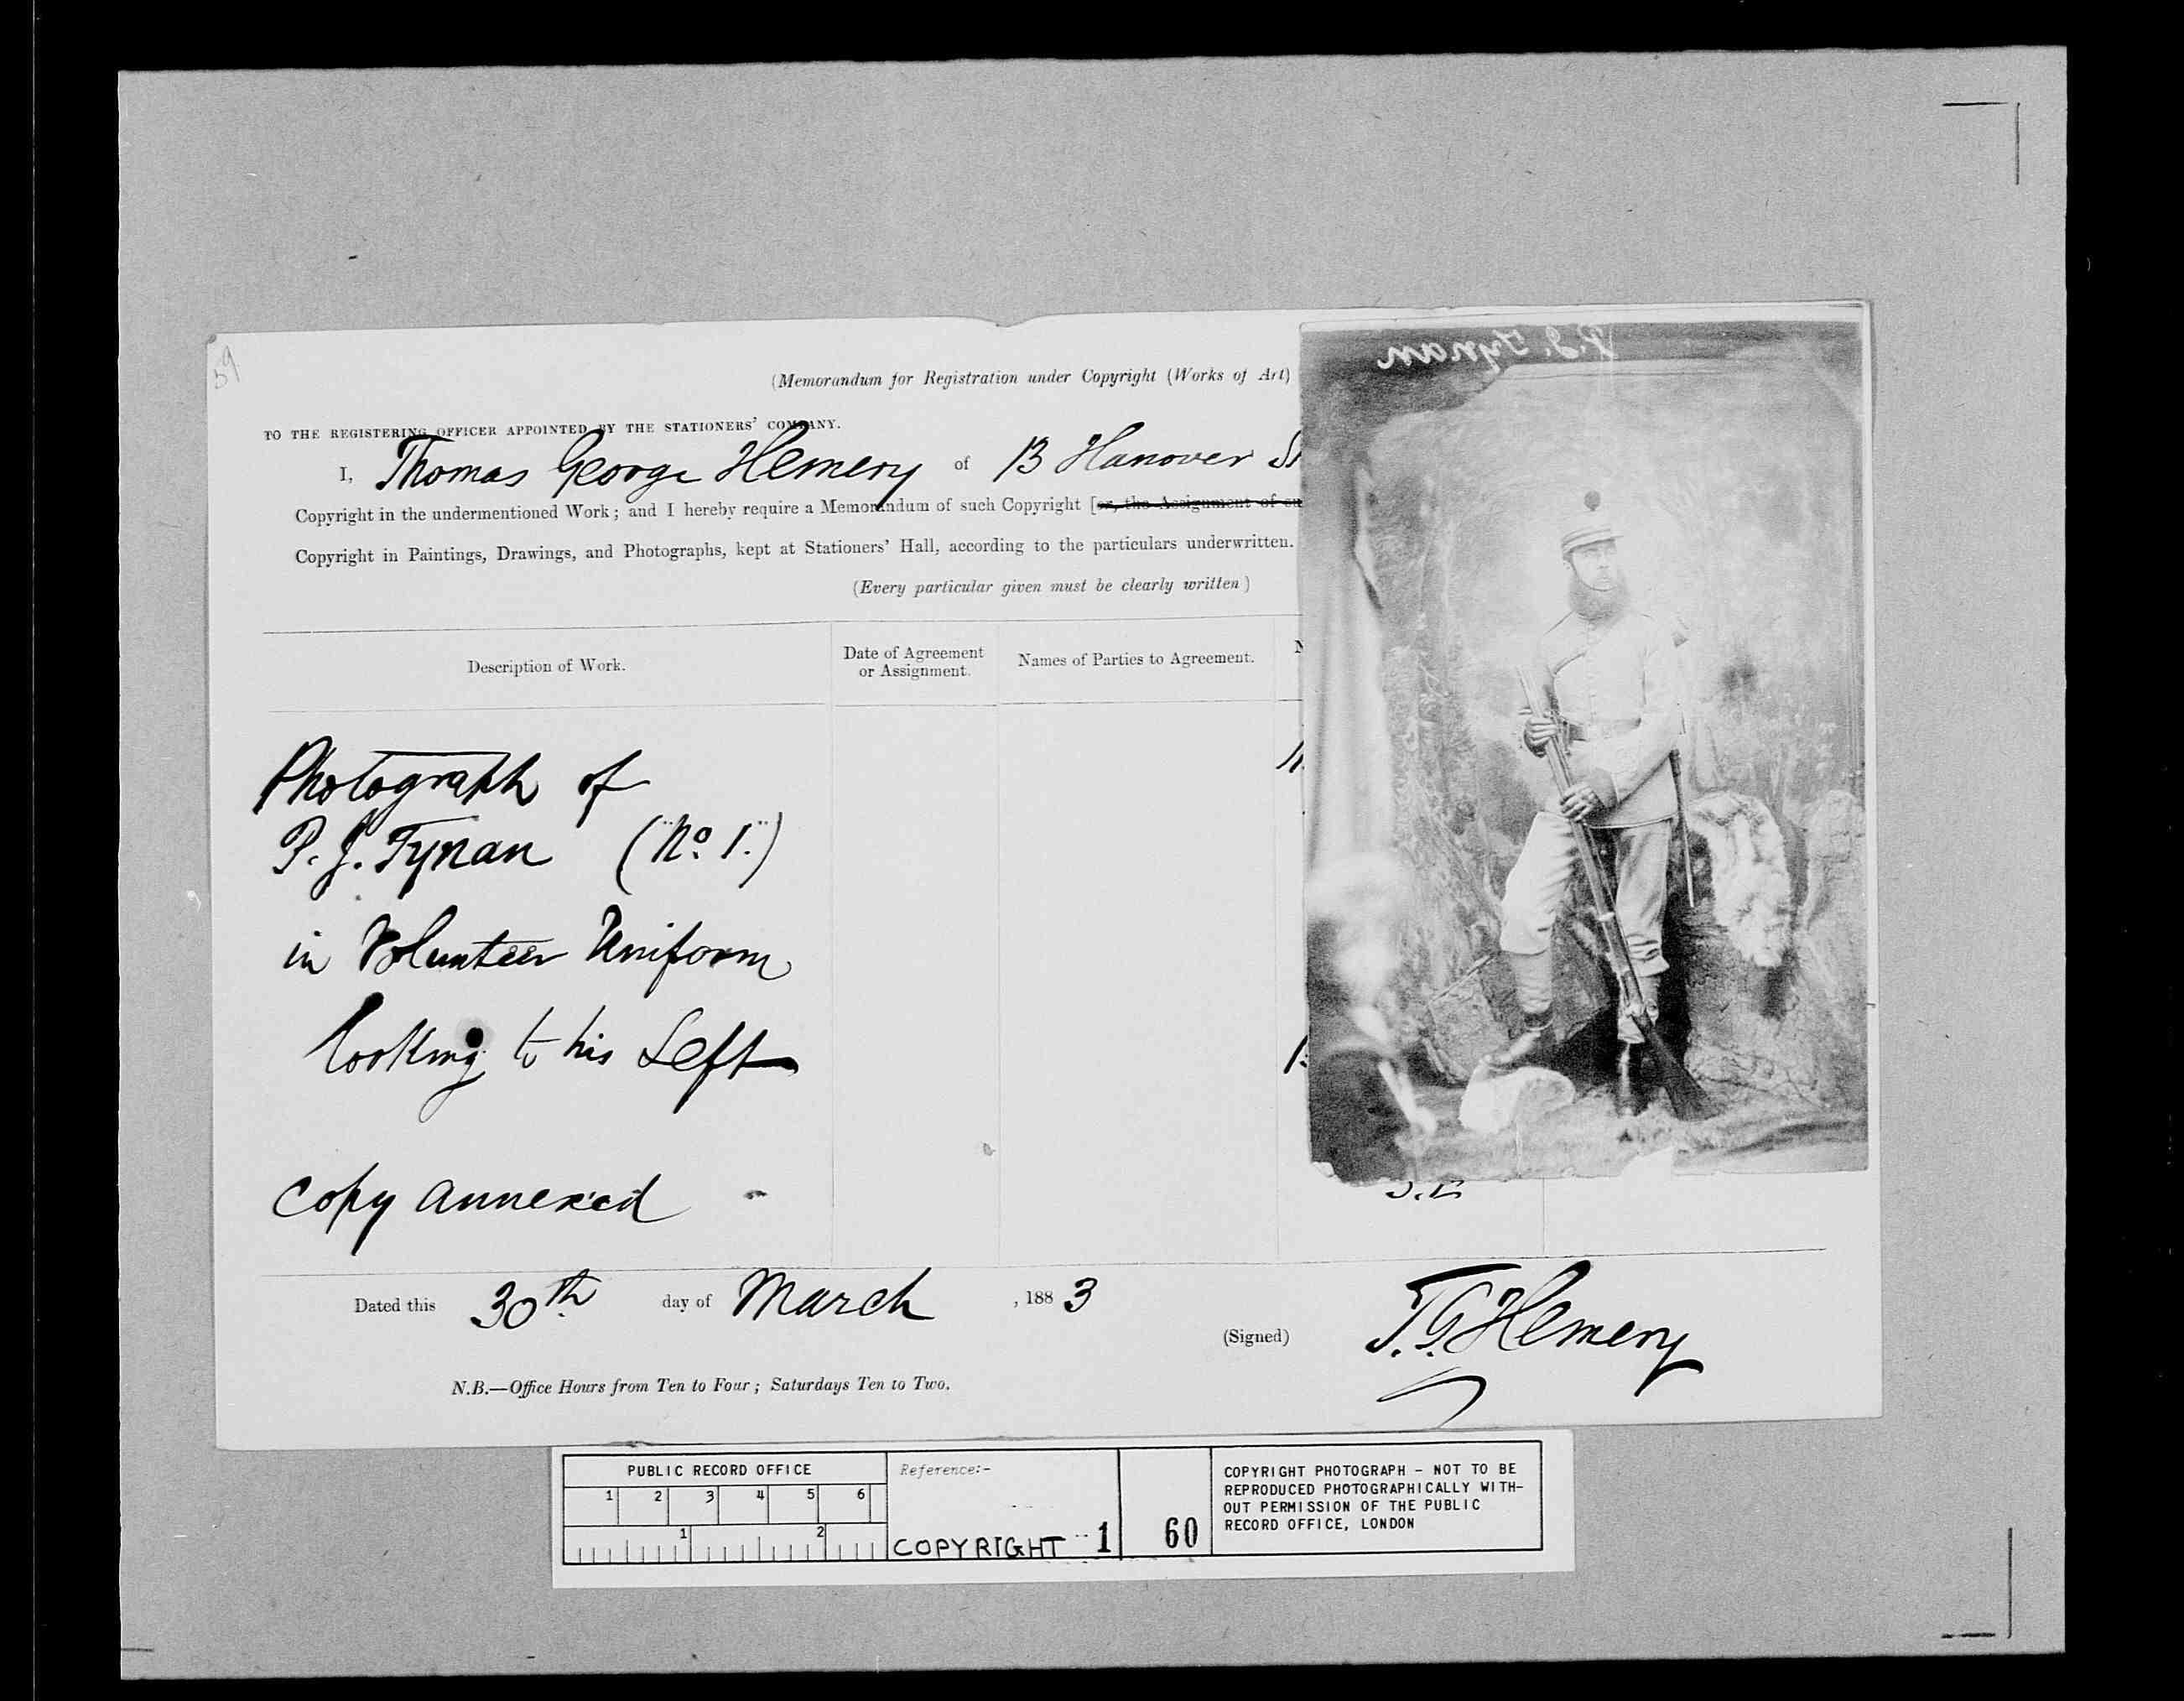 59
(Memorandum for Registration under Copyright (Works of Art)
TO THE REGISTERING OFFICER APPOINTED BY THE STATIONERS' COMPANY.
I, Thomas George Hemery of 13 Hanover
Copyright in the undermentioned Work; and I hereby require a Memorandum of such Copyright [or, the Assignment of
Copyright in Paintings, Drawings, and Photographs, kept at Stationers' Hall, according to the particulars underwritten.
(Every particular given must be clearly written)
Description of Work.
Date of Agreement
or Assignment.
Names of Parties to Agreement.
Photograph of
P. J. Tynan ("No. 1.")
in Volunteer Uniform
looking to his Left
Copy annexed
P. J. Tynan
S.E
Dated this 30th day of March, 1883
(Signed) T.G. Hemery
N.B.—Office Hours from Ten to Four; Saturdays Ten to Two.
PUBLIC RECORD OFFICE
1 2 3 4 5 6
1 2
Reference:-
COPYRIGHT 1 60
COPYRIGHT PHOTOGRAPH - NOT TO BE
REPRODUCED PHOTOGRAPHICALLY WITH-
OUT PERMISSION OF THE PUBLIC
RECORD OFFICE, LONDON